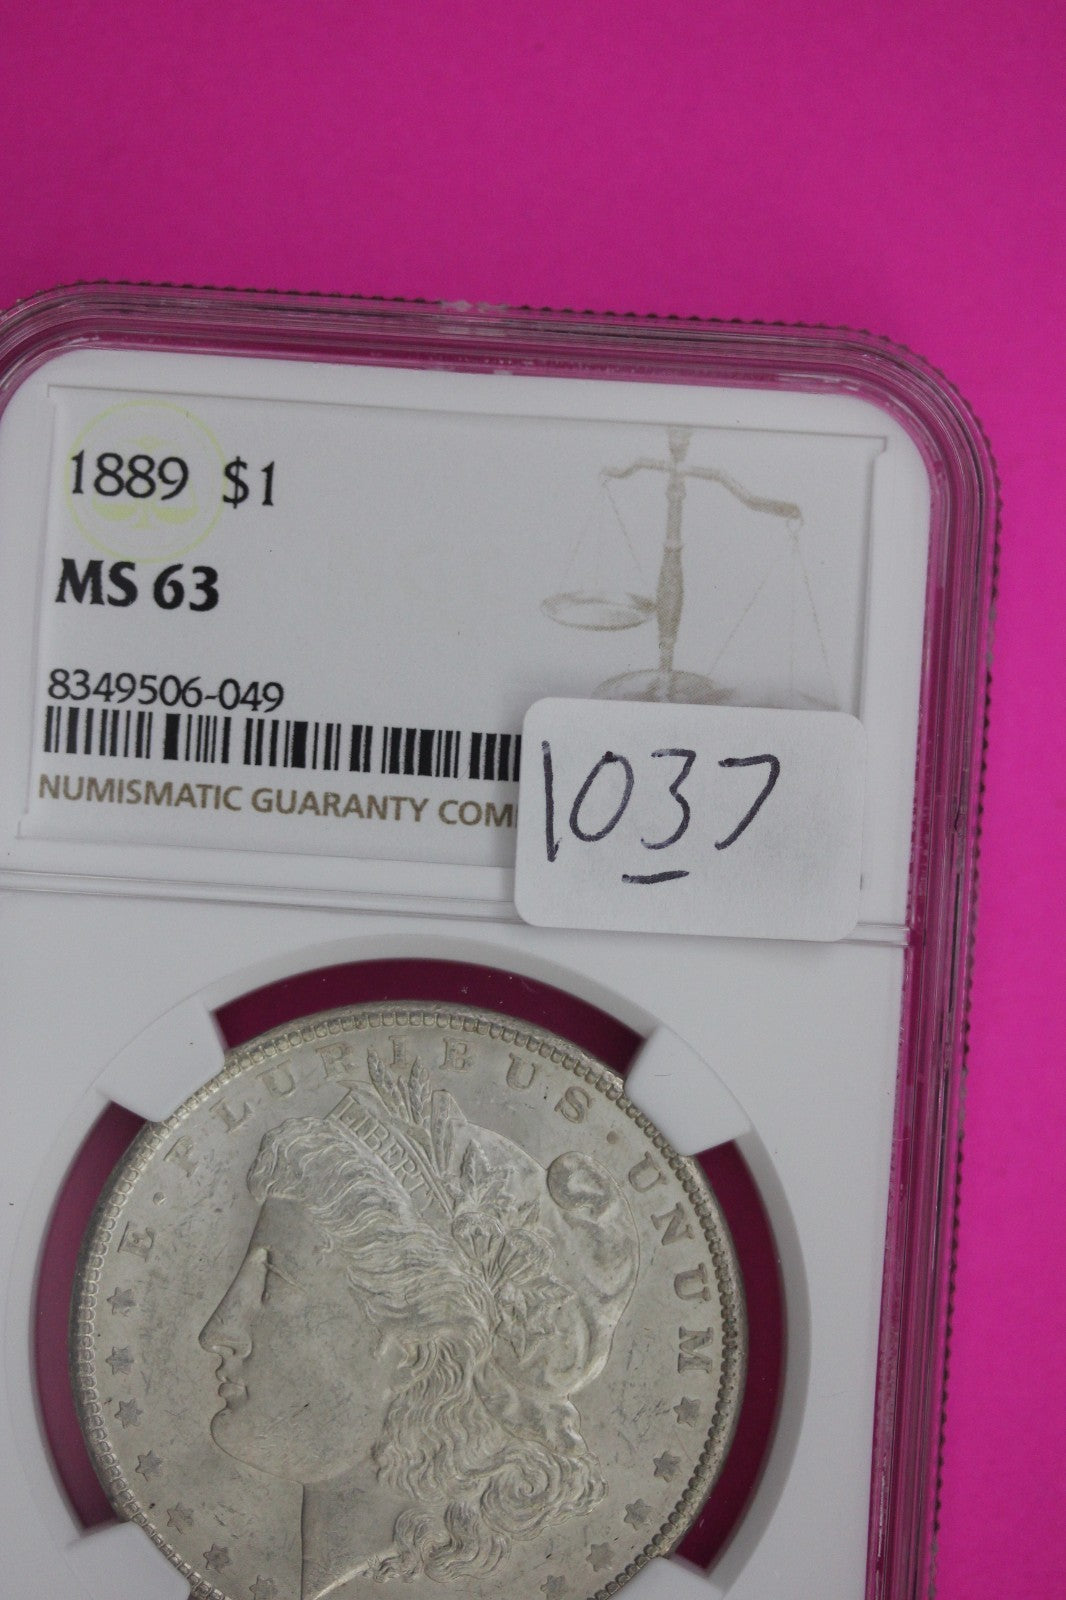 1889 $1
MS 63
8349506-049
NUMISMATIC GUARANTY COM
1037
E · PLURIBUS · UNUM
LIBERTY